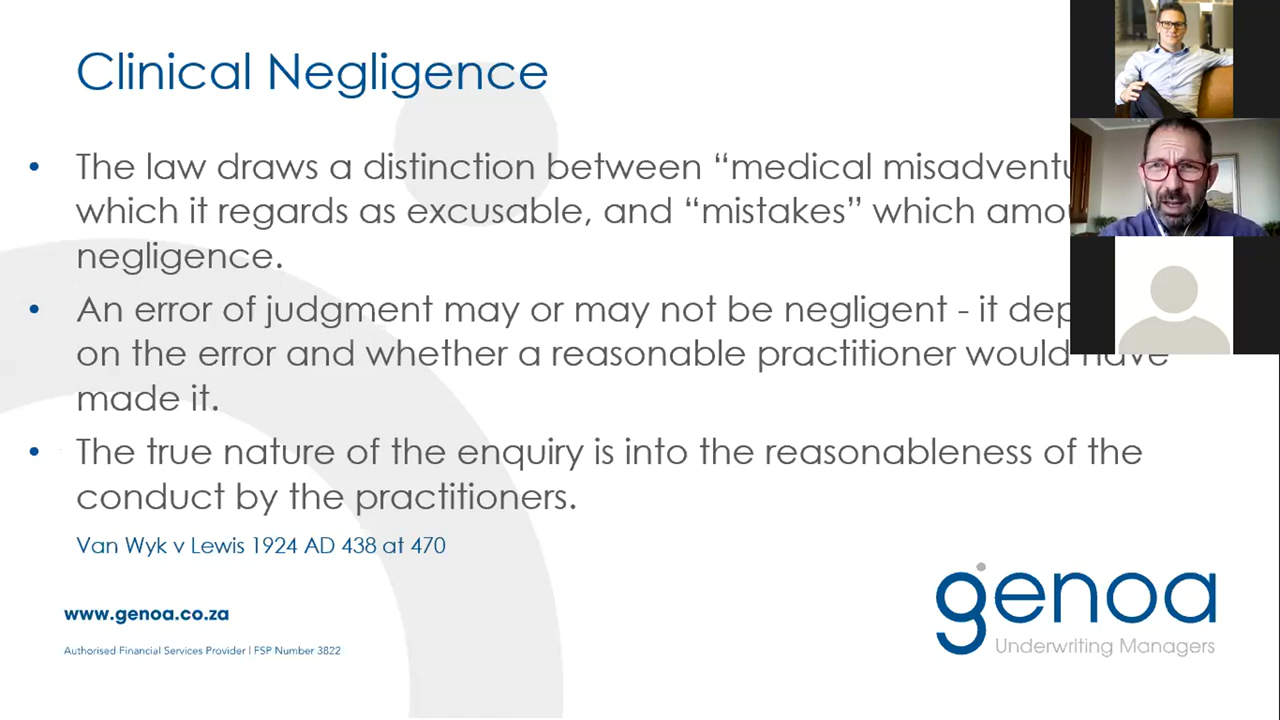 Clinical Negligence
• The law draws a distinction between “medical
which it regards as excusable, and “mistakes” which
negligence.
• An error of judgment may or may not be negligent - it
on the error and whether a reasonable practitioner would have
made it.
• The true nature of the enquiry is into the reasonableness of the
conduct by the practitioners.
Van Wyk v Lewis 1924 AD 438 at 470
www.genoa.co.za
Authorised Financial Services Provider | FSP Number 3822
genoa
Underwriting Managers